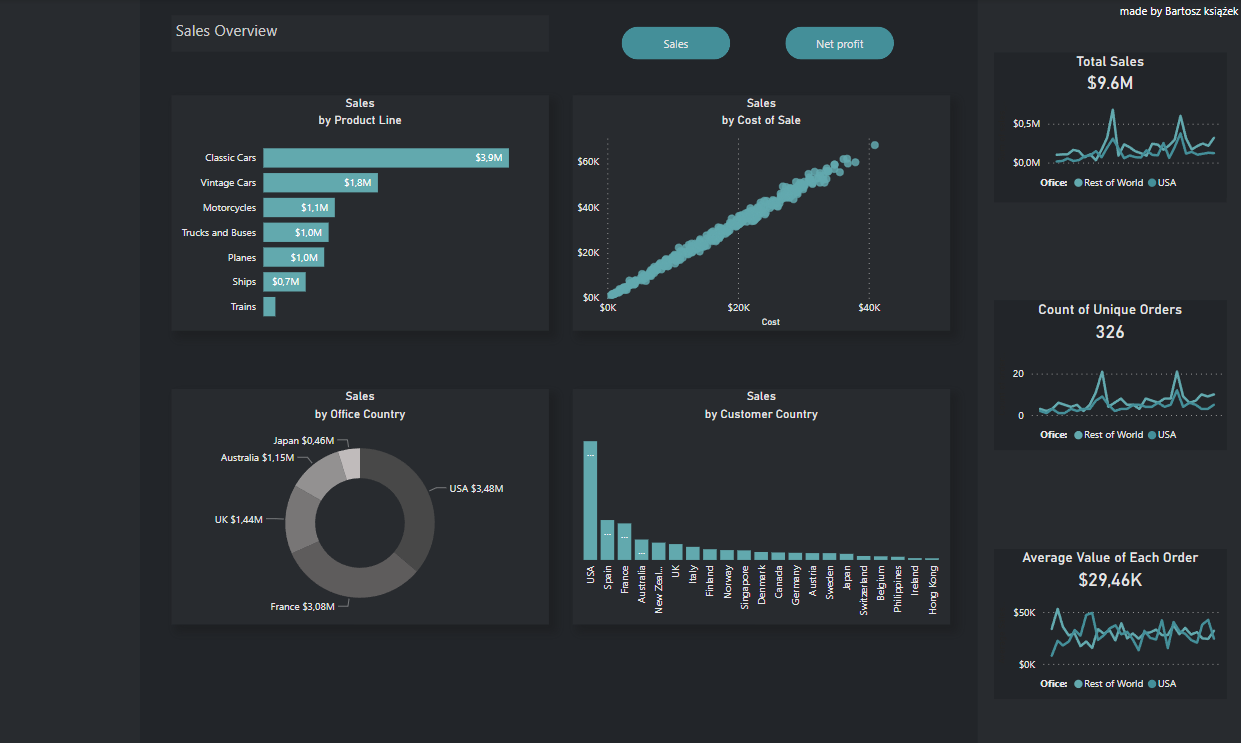 made by Bartosz książek
Sales Overview
Sales
Net profit
Sales
by Product Line
Classic Cars
$3,9M
Vintage Cars
$1,8M
Motorcycles
$1,1M
Trucks and Buses
$1,0M
Planes
$1,0M
Ships
$0,7M
Trains
Sales
by Cost of Sale
$60K
$40K
$20K
$0K
$0K
$20K
$40K
Cost
Sales
by Office Country
Japan $0,46M
Australia $1,15M
UK $1,44M
USA $3,48M
France $3,08M
Sales
by Customer Country
...
...
...
...
USA
Spain
France
Australia
New Zeal...
UK
Italy
Finland
Norway
Singapore
Denmark
Canada
Germany
Austria
Sweden
Japan
Switzerland
Belgium
Philippines
Ireland
Hong Kong
Total Sales
$9.6M
$0,5M
$0,0M
Ofice: Rest of World USA
Count of Unique Orders
326
20
0
Ofice: Rest of World USA
Average Value of Each Order
$29,46K
$50K
$0K
Ofice: Rest of World USA